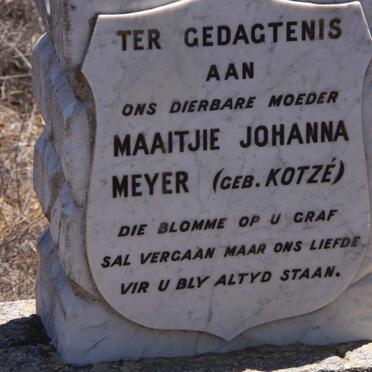 TER GEDAGTENIS
AAN
ONS DIERBARE MOEDER
MAAITJIE JOHANNA
MEYER (GEB. KOTZÉ)
DIE BLOMME OP U GRAF
SAL VERGAAN MAAR ONS LIEFDE
VIR U BLY ALTYD STAAN.